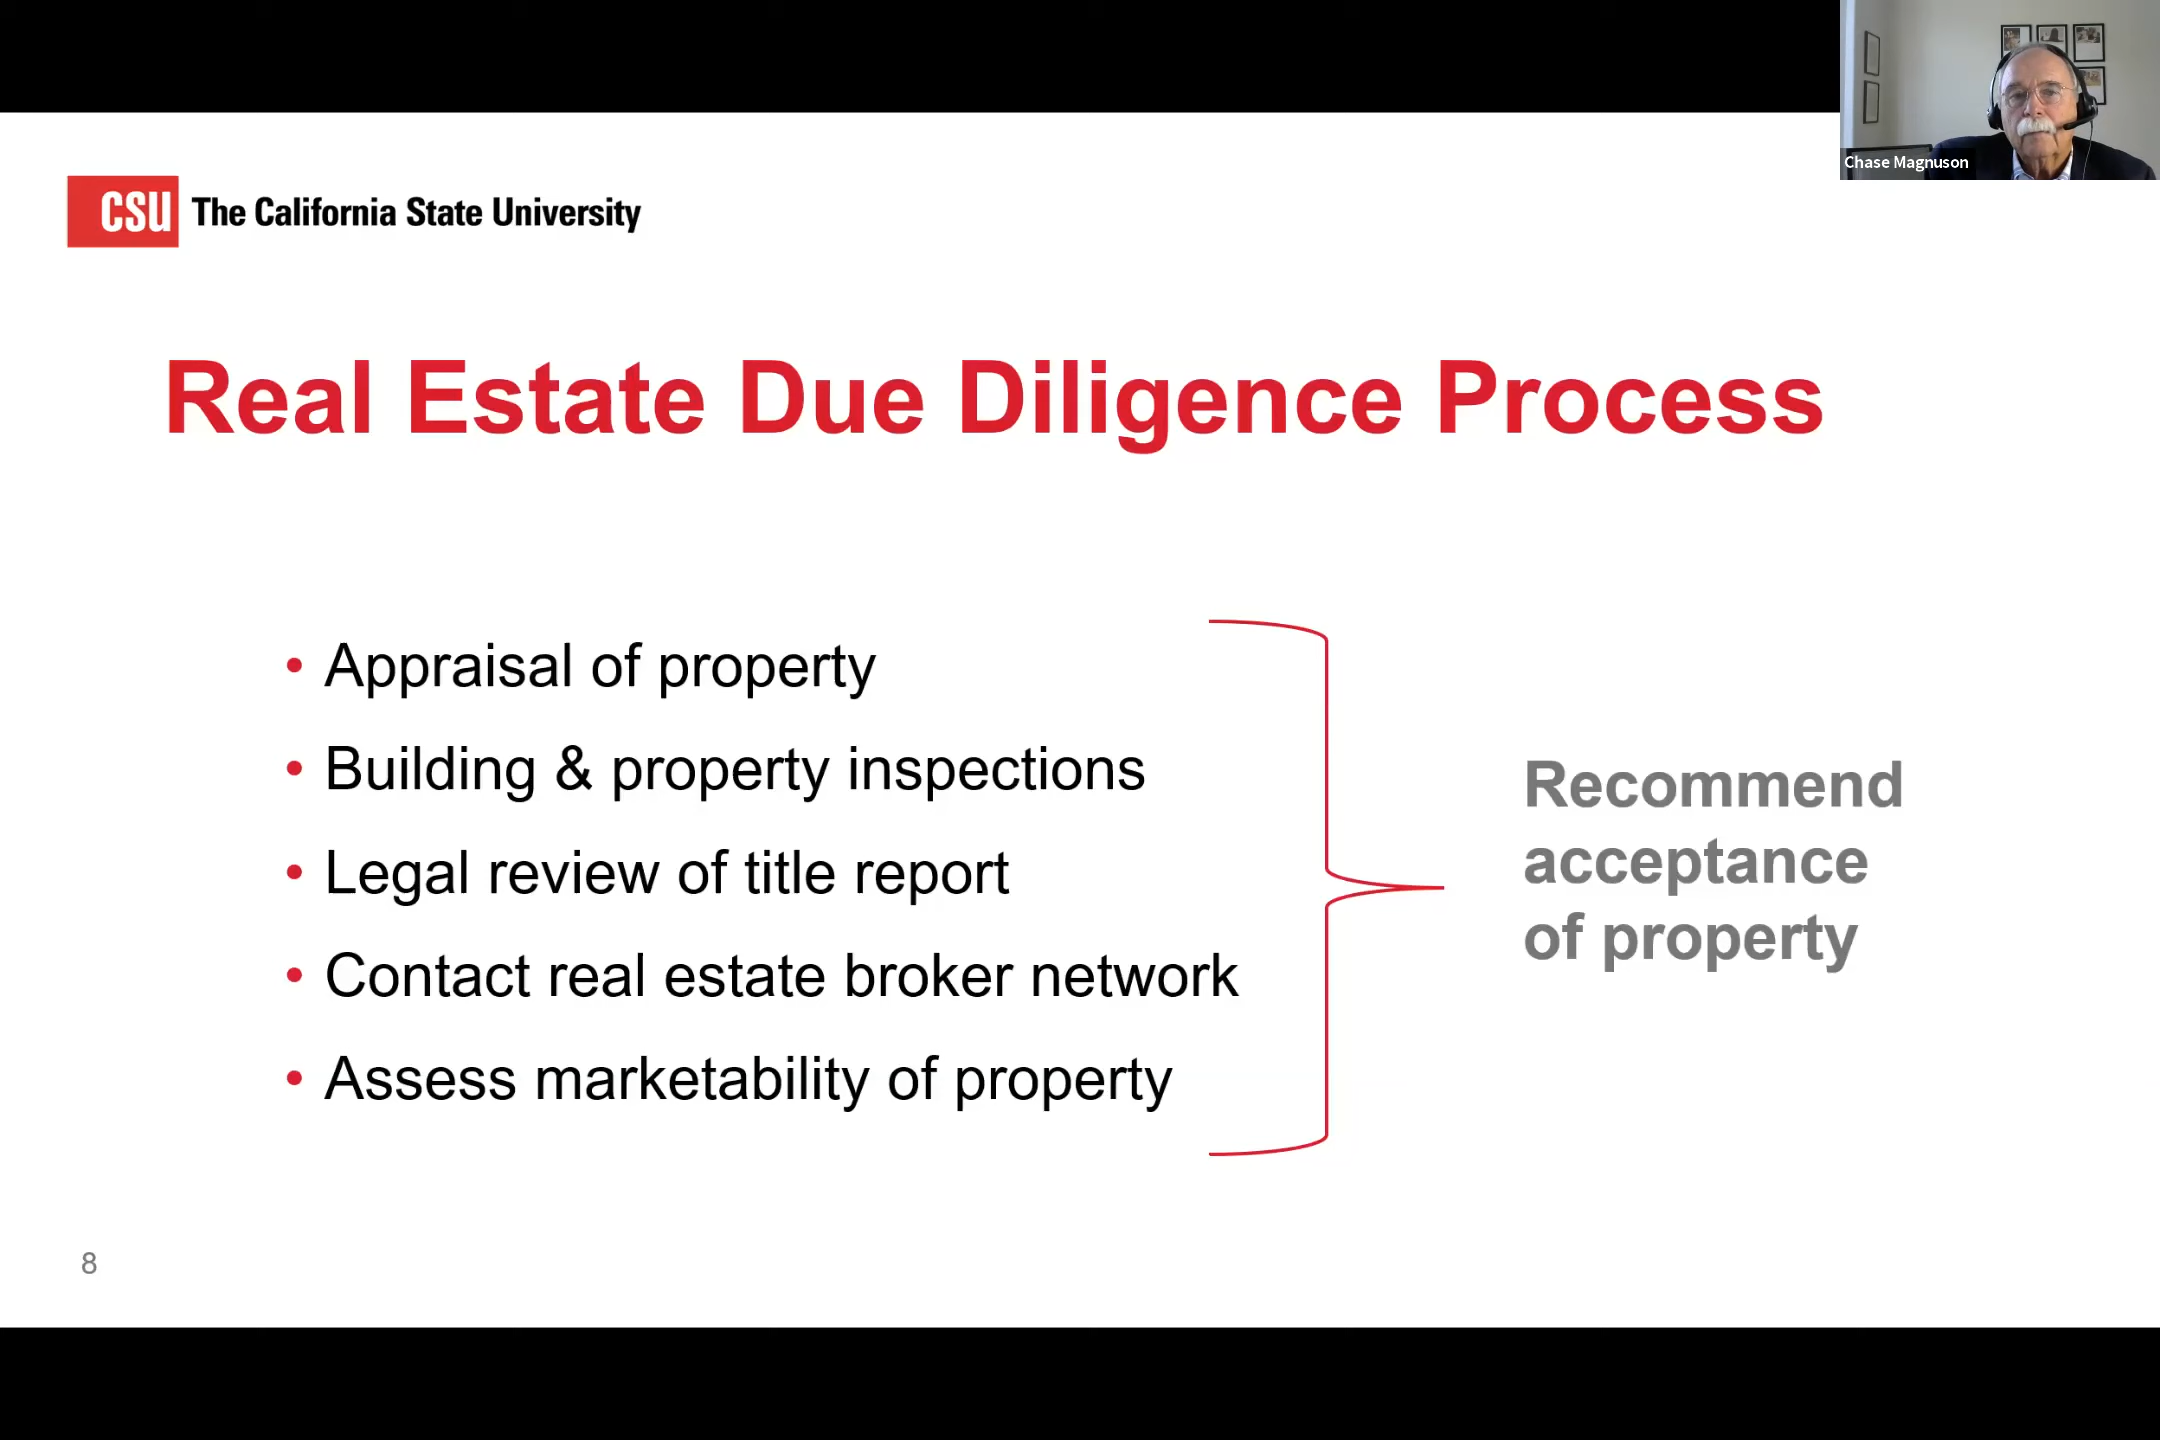 Chase Magnuson
CSU The California State University
Real Estate Due Diligence Process
• Appraisal of property
• Building & property inspections
• Legal review of title report
• Contact real estate broker network
• Assess marketability of property
Recommend
acceptance
of property
8